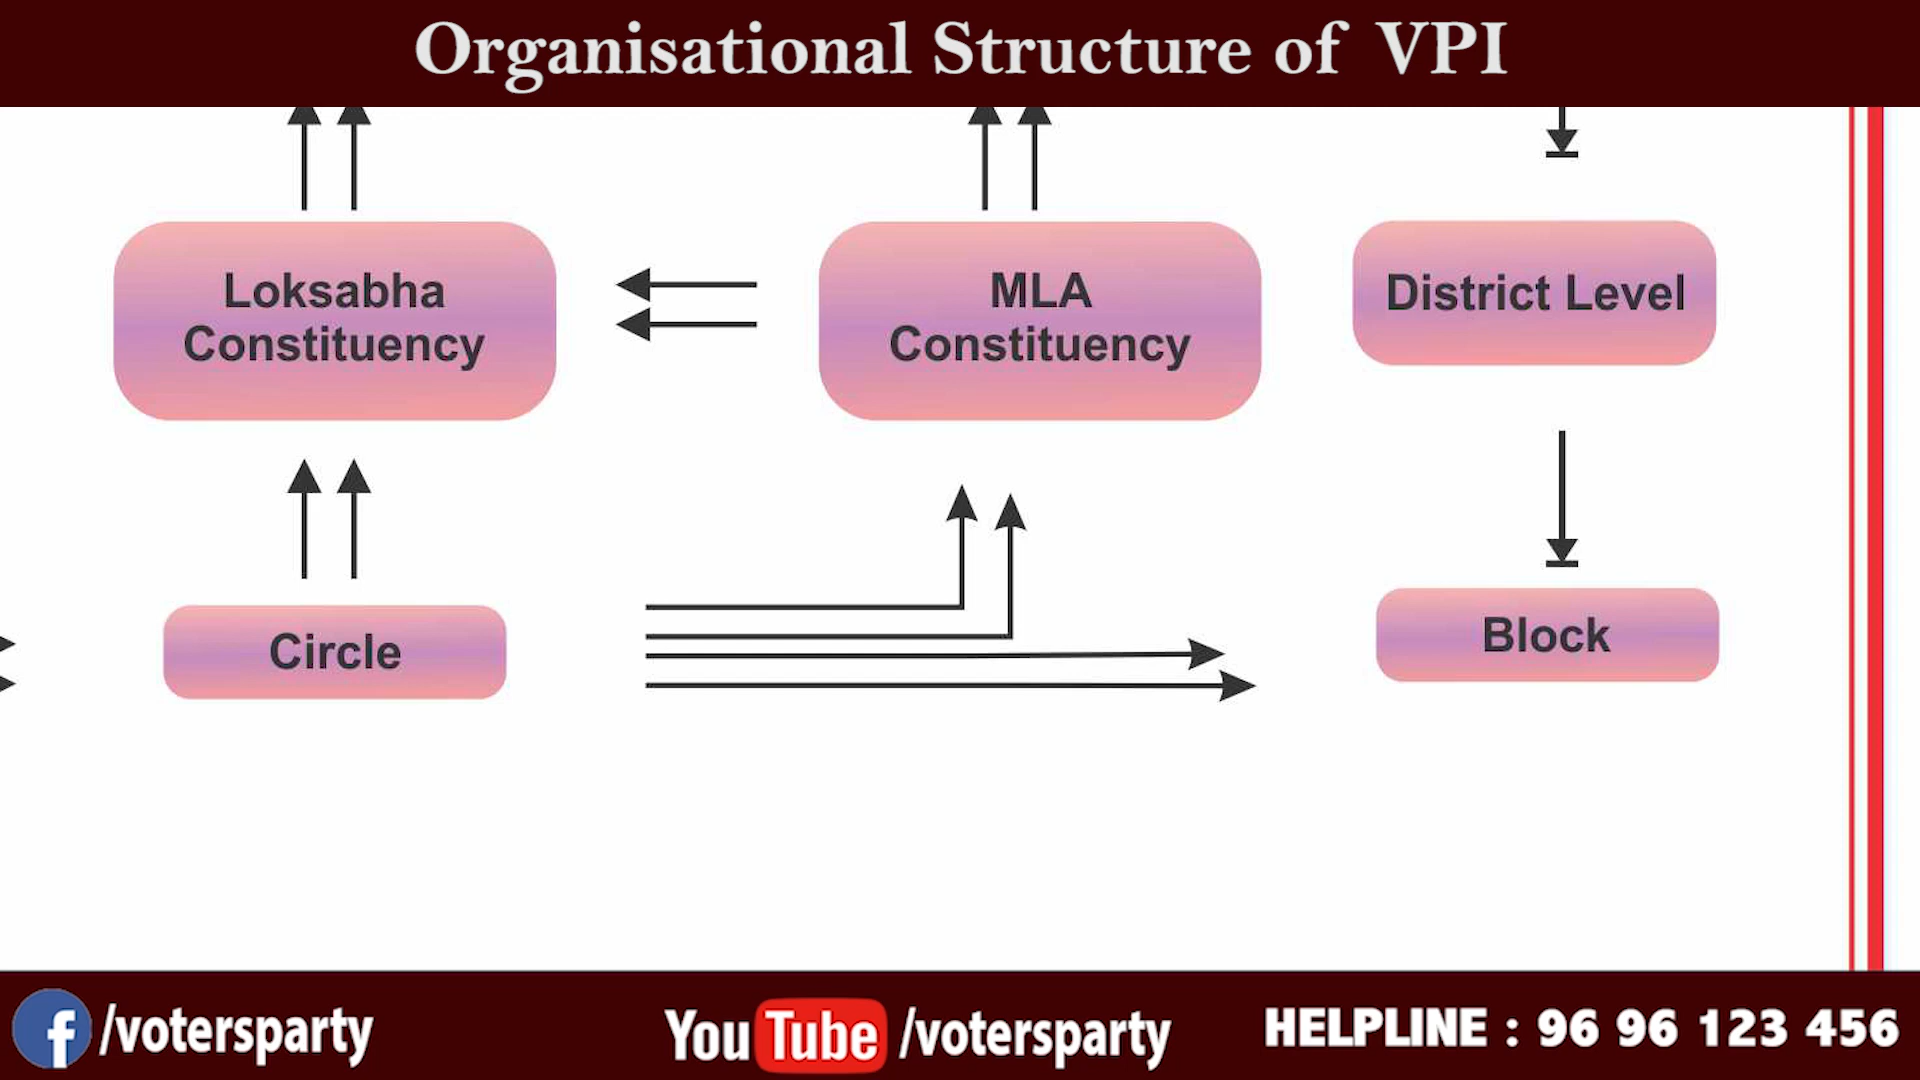 Organisational Structure of VPI
Loksabha
Constituency
MLA
Constituency
District Level
Circle
Block
f /votersparty
YouTube /votersparty
HELPLINE : 96 96 123 456